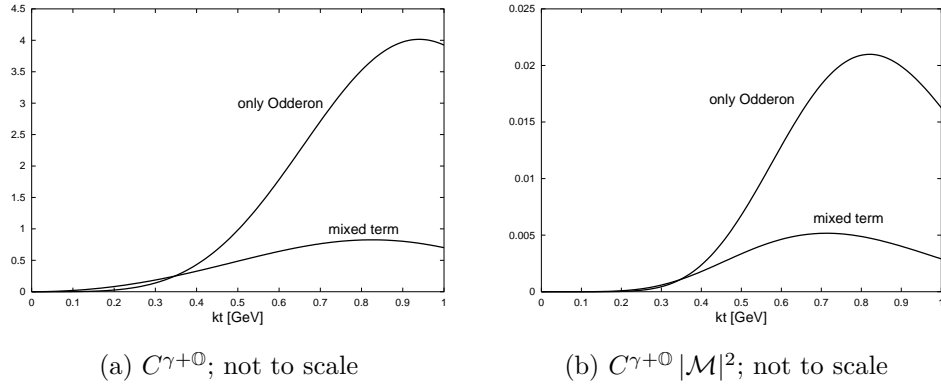 4.5
4
3.5
3
2.5
2
1.5
1
0.5
0
only Odderon
mixed term
0 0.1 0.2 0.3 0.4 0.5 0.6 0.7 0.8 0.9 1
kt [GeV]
(a) C^{γ+𝕆}; not to scale
0.025
0.02
0.015
0.01
0.005
0
only Odderon
mixed term
0 0.1 0.2 0.3 0.4 0.5 0.6 0.7 0.8 0.9 1
kt [GeV]
(b) C^{γ+𝕆} |ℳ|²; not to scale